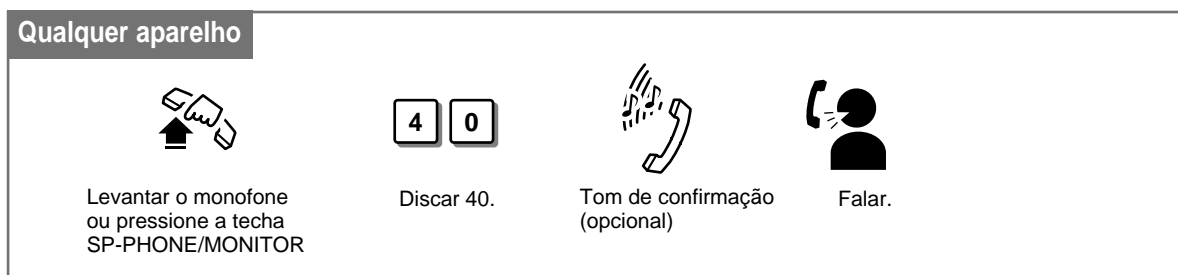 Qualquer aparelho
4 0
Levantar o monofone
ou pressione a techa
SP-PHONE/MONITOR
Discar 40.
Tom de confirmação
(opcional)
Falar.